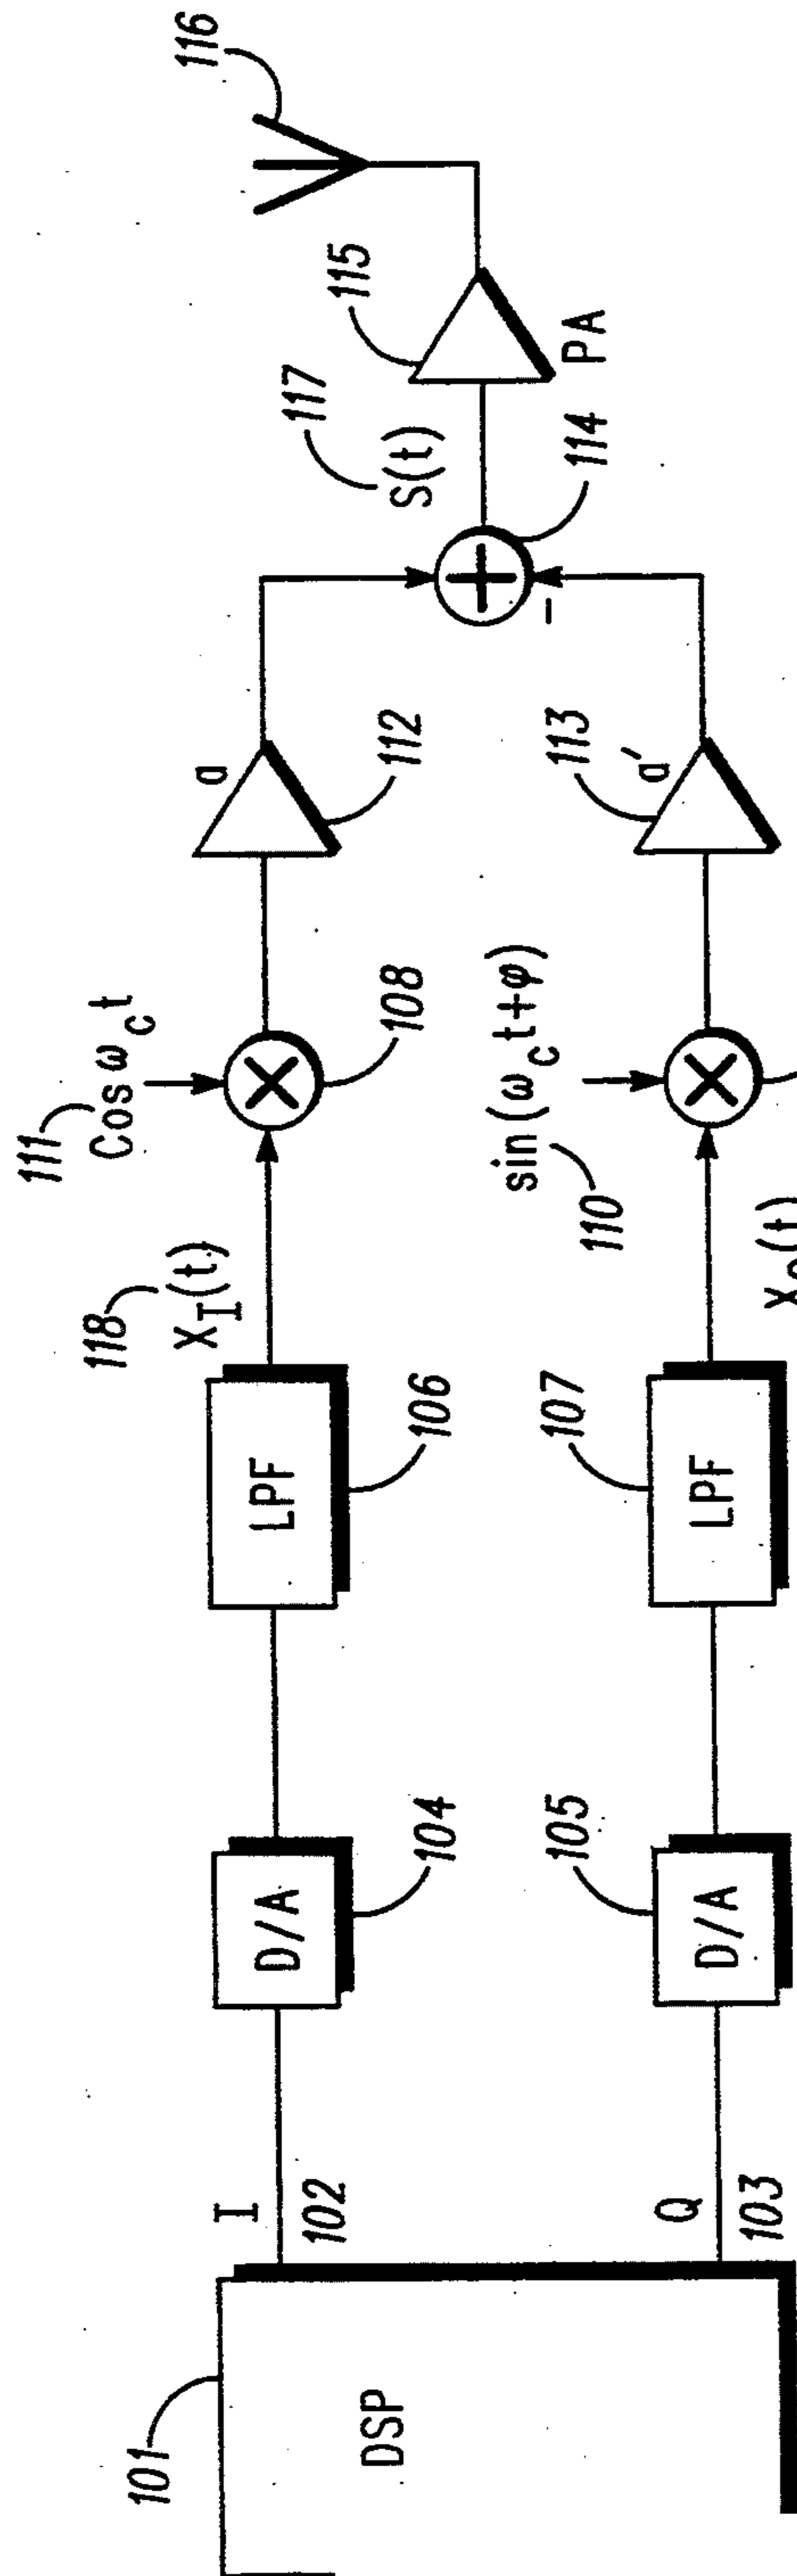 101
DSP
I
102
Q
103
D/A
104
D/A
105
LPF
106
LPF
107
118
X_I(t)
111
Cos ω_c t
108
sin(ω_c t+φ)
110
a
112
a′
113
-
114
117
S(t)
115
PA
116